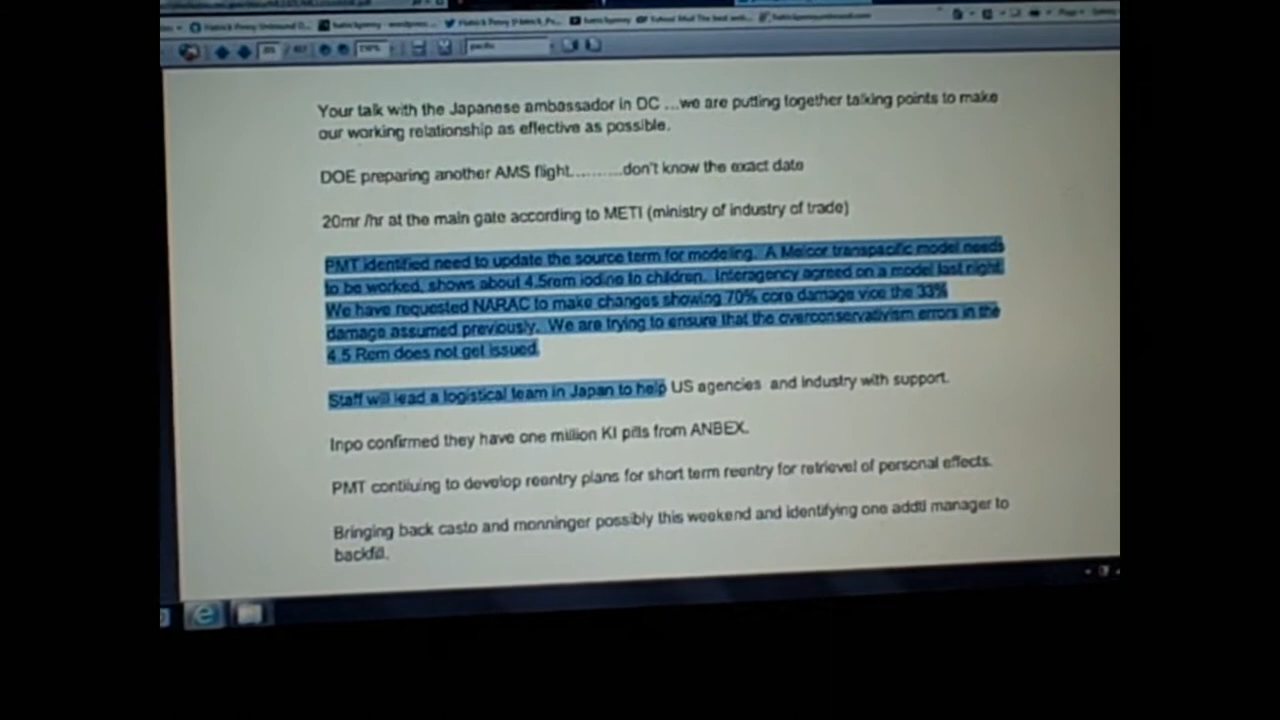 Your talk with the Japanese ambassador in DC ...we are putting together talking points to make
our working relationship as effective as possible.
DOE preparing another AMS flight..........don't know the exact date
20mr /hr at the main gate according to METI (ministry of industry of trade)
PMT identified need to update the source term for modeling. A Melcor transpacific model needs
to be worked, shows about 4.5rem iodine to children. Interagency agreed on a model last night.
We have requested NARAC to make changes showing 70% core damage vice the 33%
damage assumed previously. We are trying to ensure that the overconservativism errors in the
4.5 Rem does not get issued.
Staff will lead a logistical team in Japan to help US agencies and industry with support.
Inpo confirmed they have one million KI pills from ANBEX.
PMT contiuing to develop reentry plans for short term reentry for retrievel of personal effects.
Bringing back casto and monninger possibly this weekend and identifying one addtl manager to
backfill.